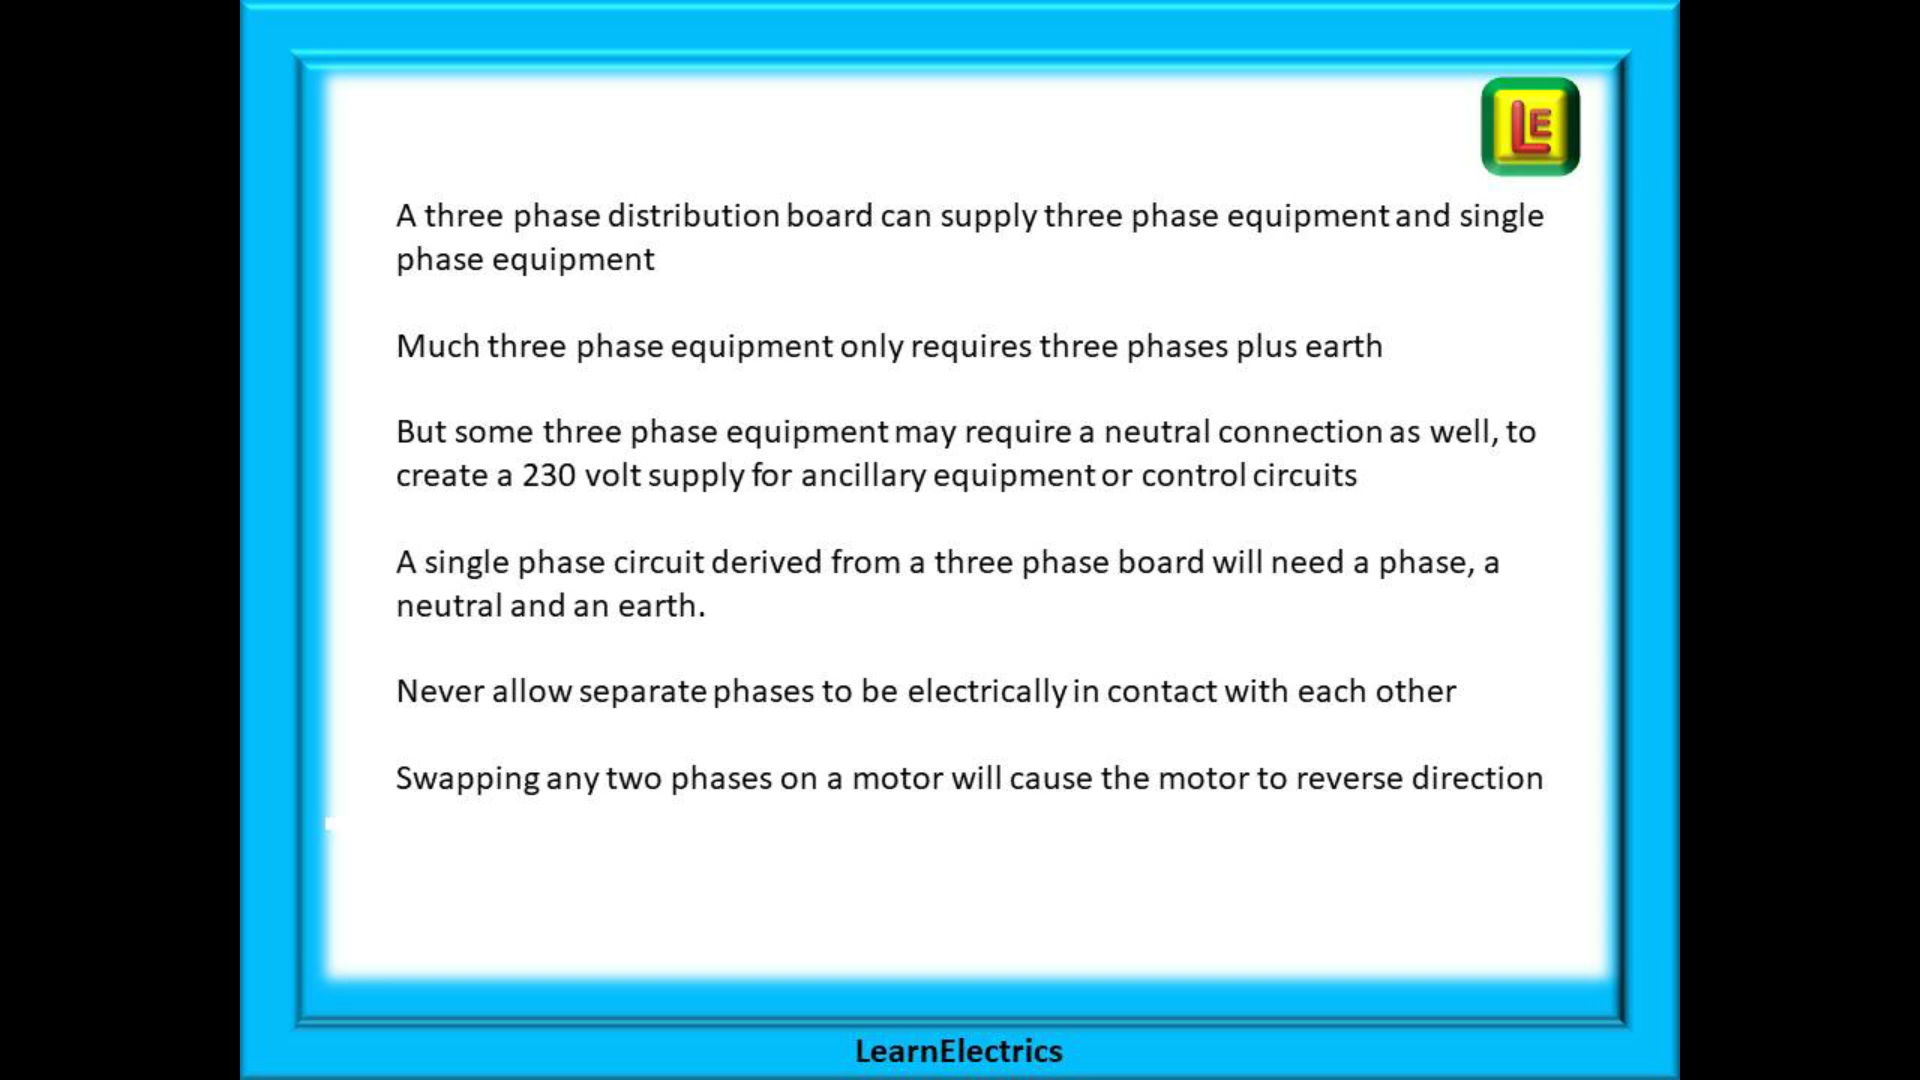 LE
A three phase distribution board can supply three phase equipment and single
phase equipment
Much three phase equipment only requires three phases plus earth
But some three phase equipment may require a neutral connection as well, to
create a 230 volt supply for ancillary equipment or control circuits
A single phase circuit derived from a three phase board will need a phase, a
neutral and an earth.
Never allow separate phases to be electrically in contact with each other
Swapping any two phases on a motor will cause the motor to reverse direction
LearnElectrics